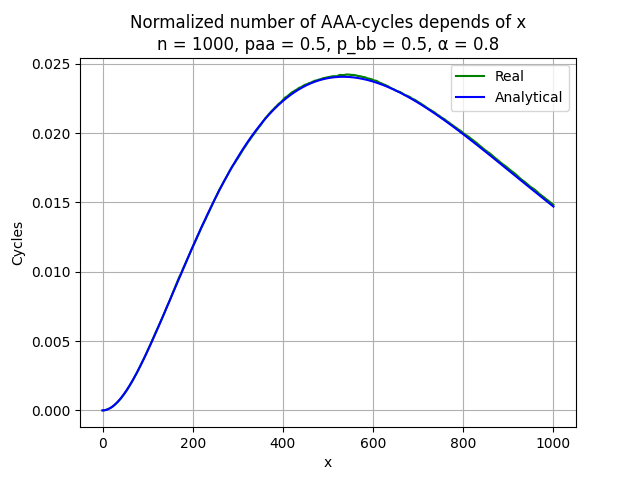 Normalized number of AAA-cycles depends of x
n = 1000, paa = 0.5, p_bb = 0.5, α = 0.8
Real
Analytical
Cycles
0.025
0.020
0.015
0.010
0.005
0.000
0 200 400 600 800 1000
x